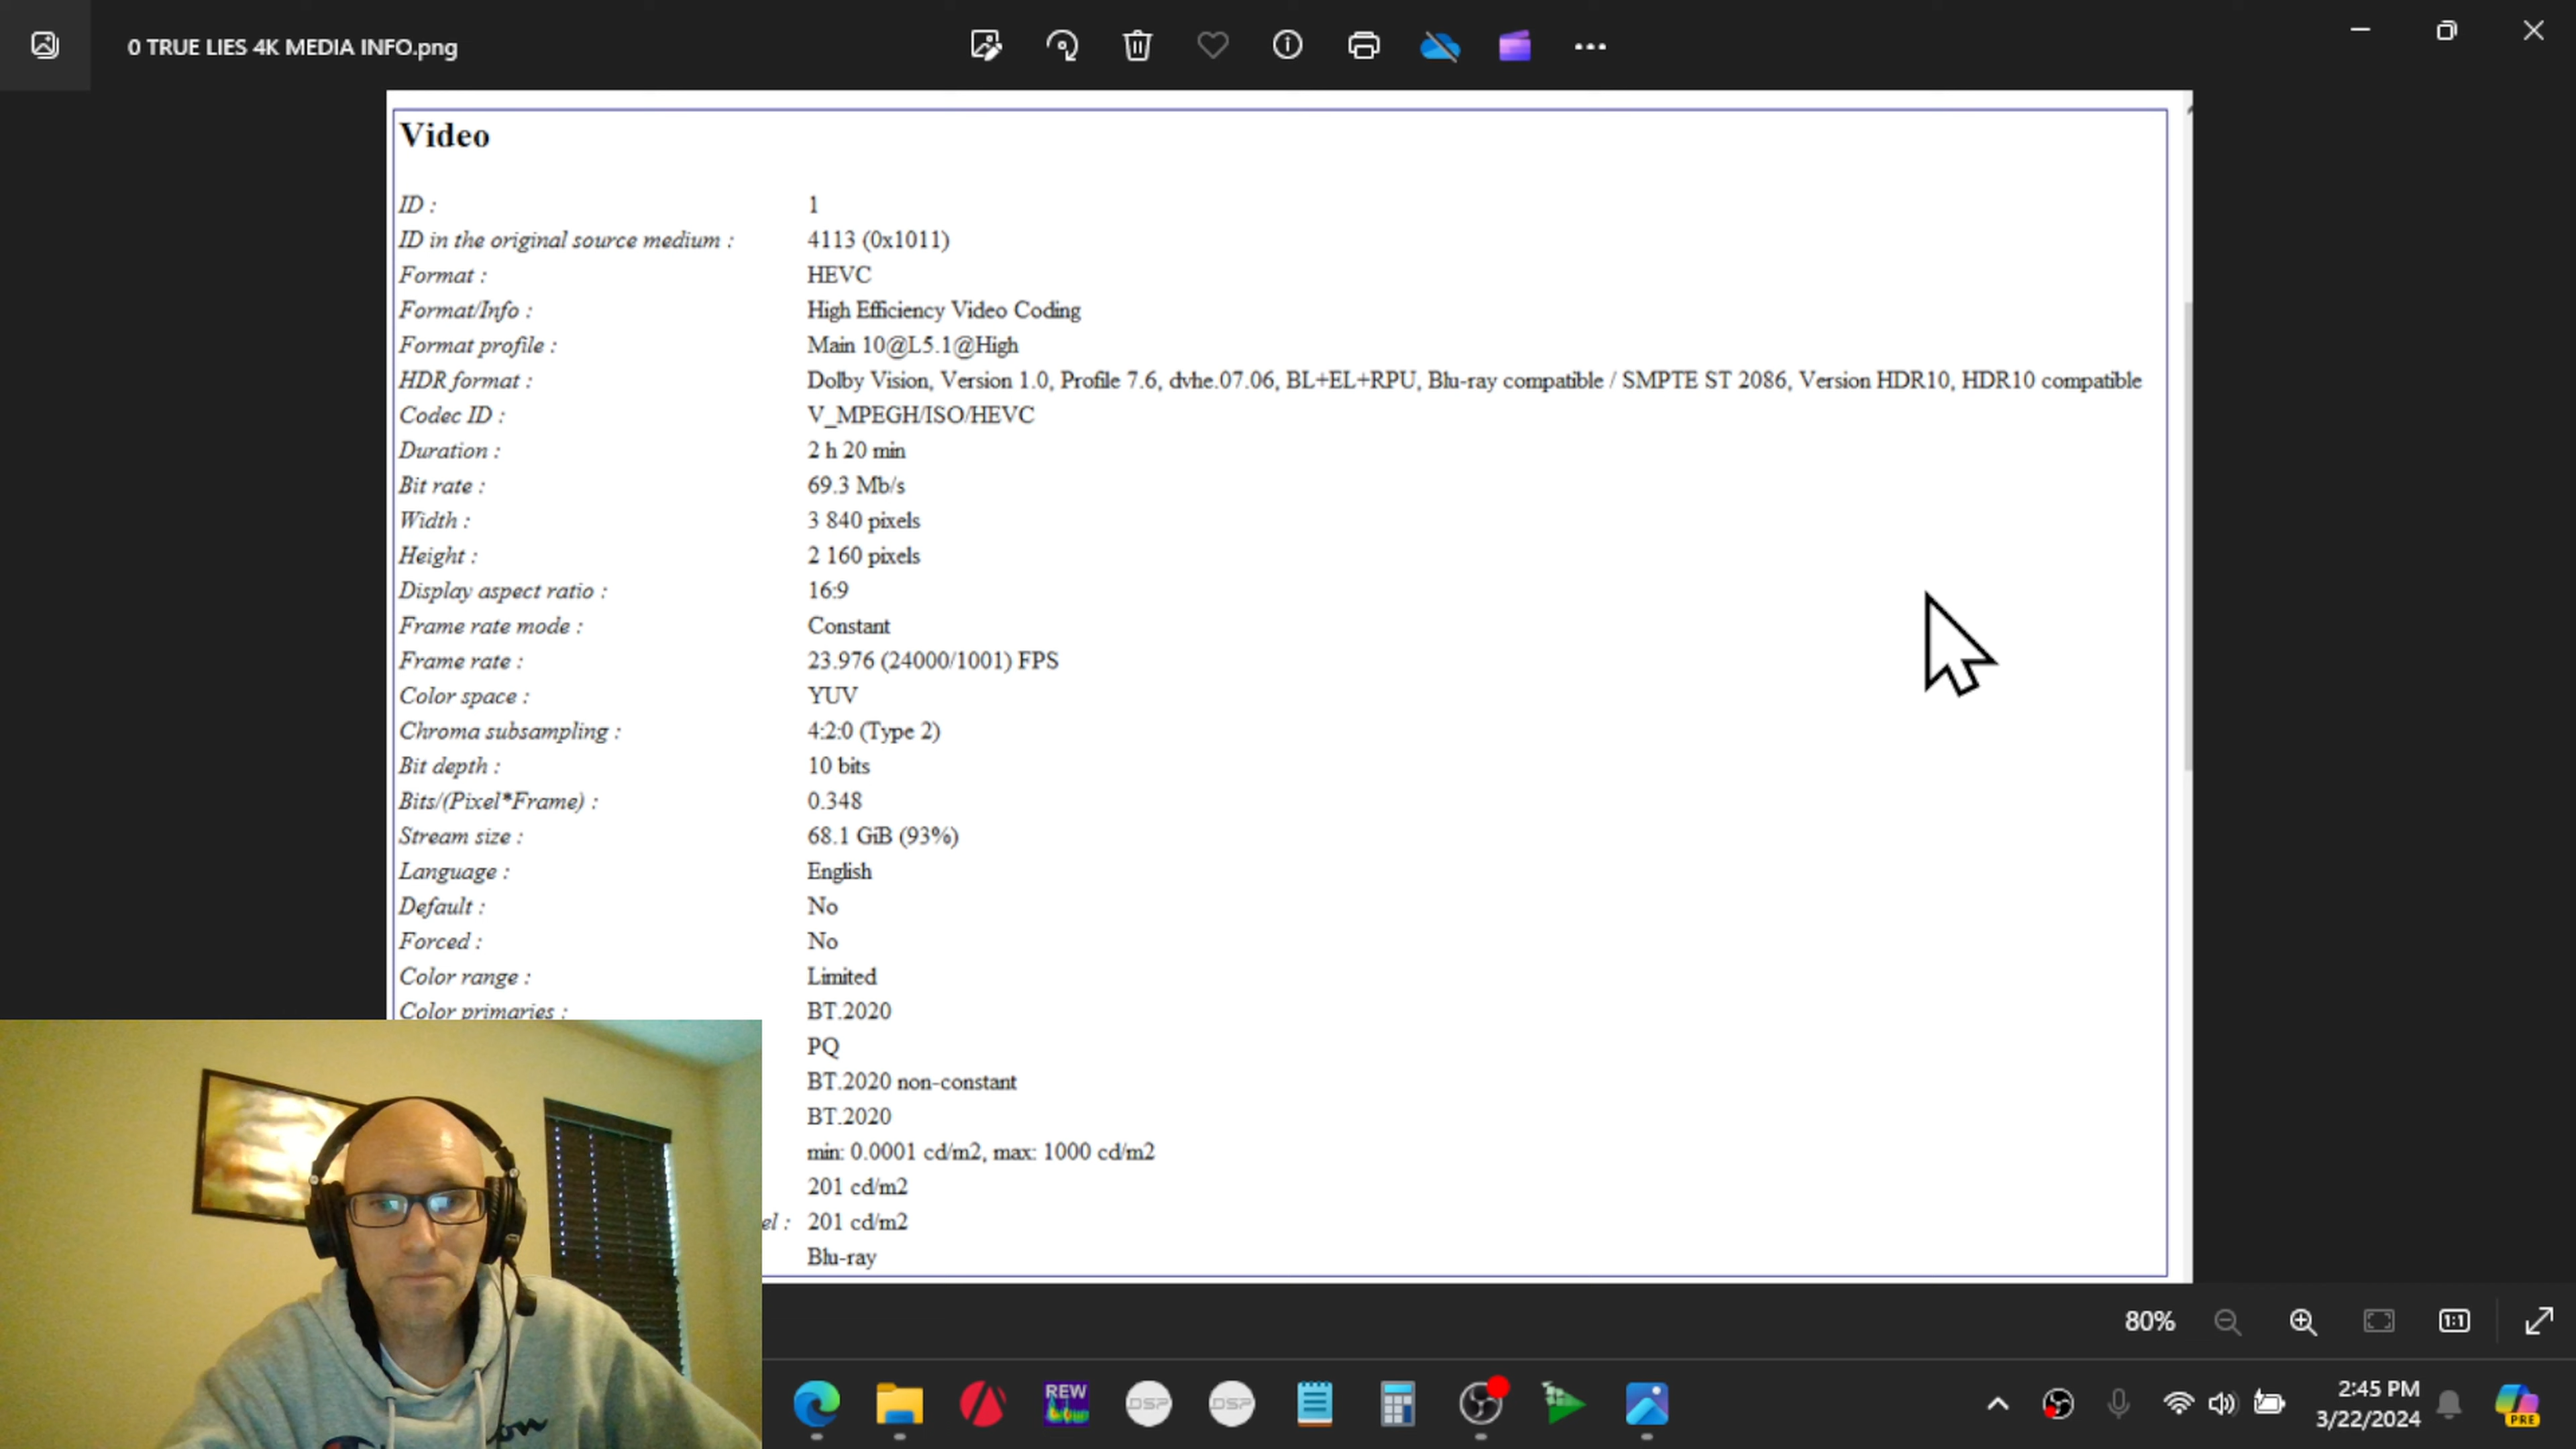 0 TRUE LIES 4K MEDIA INFO.png
Video
ID : 1
ID in the original source medium : 4113 (0x1011)
Format : HEVC
Format/Info : High Efficiency Video Coding
Format profile : Main 10@L5.1@High
HDR format : Dolby Vision, Version 1.0, Profile 7.6, dvhe.07.06, BL+EL+RPU, Blu-ray compatible / SMPTE ST 2086, Version HDR10, HDR10 compatible
Codec ID : V_MPEGH/ISO/HEVC
Duration : 2 h 20 min
Bit rate : 69.3 Mb/s
Width : 3 840 pixels
Height : 2 160 pixels
Display aspect ratio : 16:9
Frame rate mode : Constant
Frame rate : 23.976 (24000/1001) FPS
Color space : YUV
Chroma subsampling : 4:2:0 (Type 2)
Bit depth : 10 bits
Bits/(Pixel*Frame) : 0.348
Stream size : 68.1 GiB (93%)
Language : English
Default : No
Forced : No
Color range : Limited
Color primaries : BT.2020
PQ
BT.2020 non-constant
BT.2020
min: 0.0001 cd/m2, max: 1000 cd/m2
201 cd/m2
el : 201 cd/m2
Blu-ray
80%
1:1
REW
DSP
DSP
2:45 PM
3/22/2024
PRE